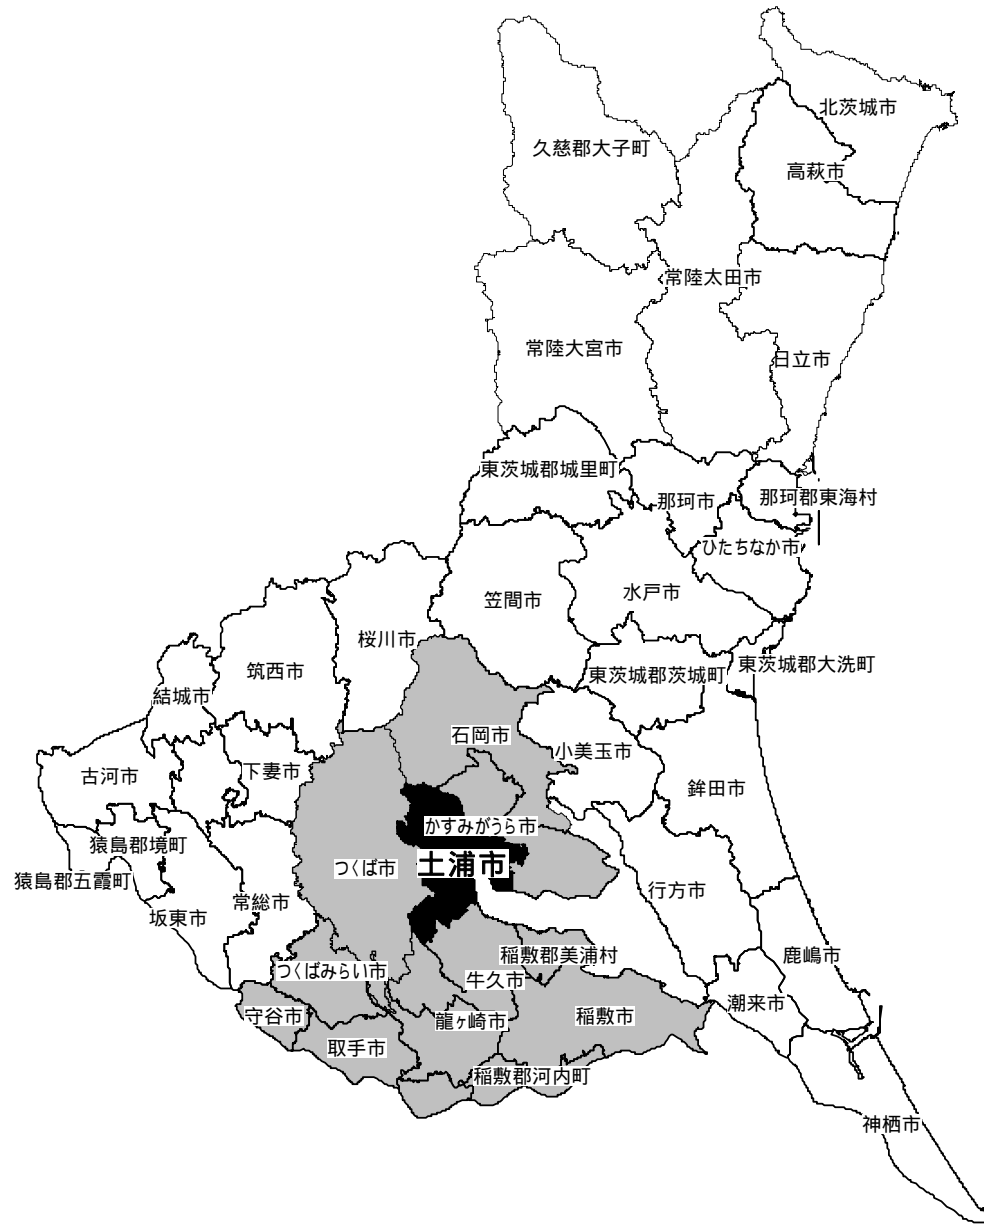 北茨城市
久慈郡大子町
高萩市
常陸太田市
常陸大宮市
日立市
東茨城郡城里町
那珂市
那珂郡東海村
ひたちなか市
笠間市
水戸市
桜川市
東茨城郡大洗町
筑西市
東茨城郡茨城町
結城市
石岡市
小美玉市
下妻市
古河市
鉾田市
かすみがうら市
猿島郡境町
土浦市
つくば市
猿島郡五霞町
行方市
常総市
坂東市
稲敷郡美浦村
鹿嶋市
つくばみらい市
牛久市
潮来市
守谷市
龍ヶ崎市
稲敷市
取手市
稲敷郡河内町
神栖市